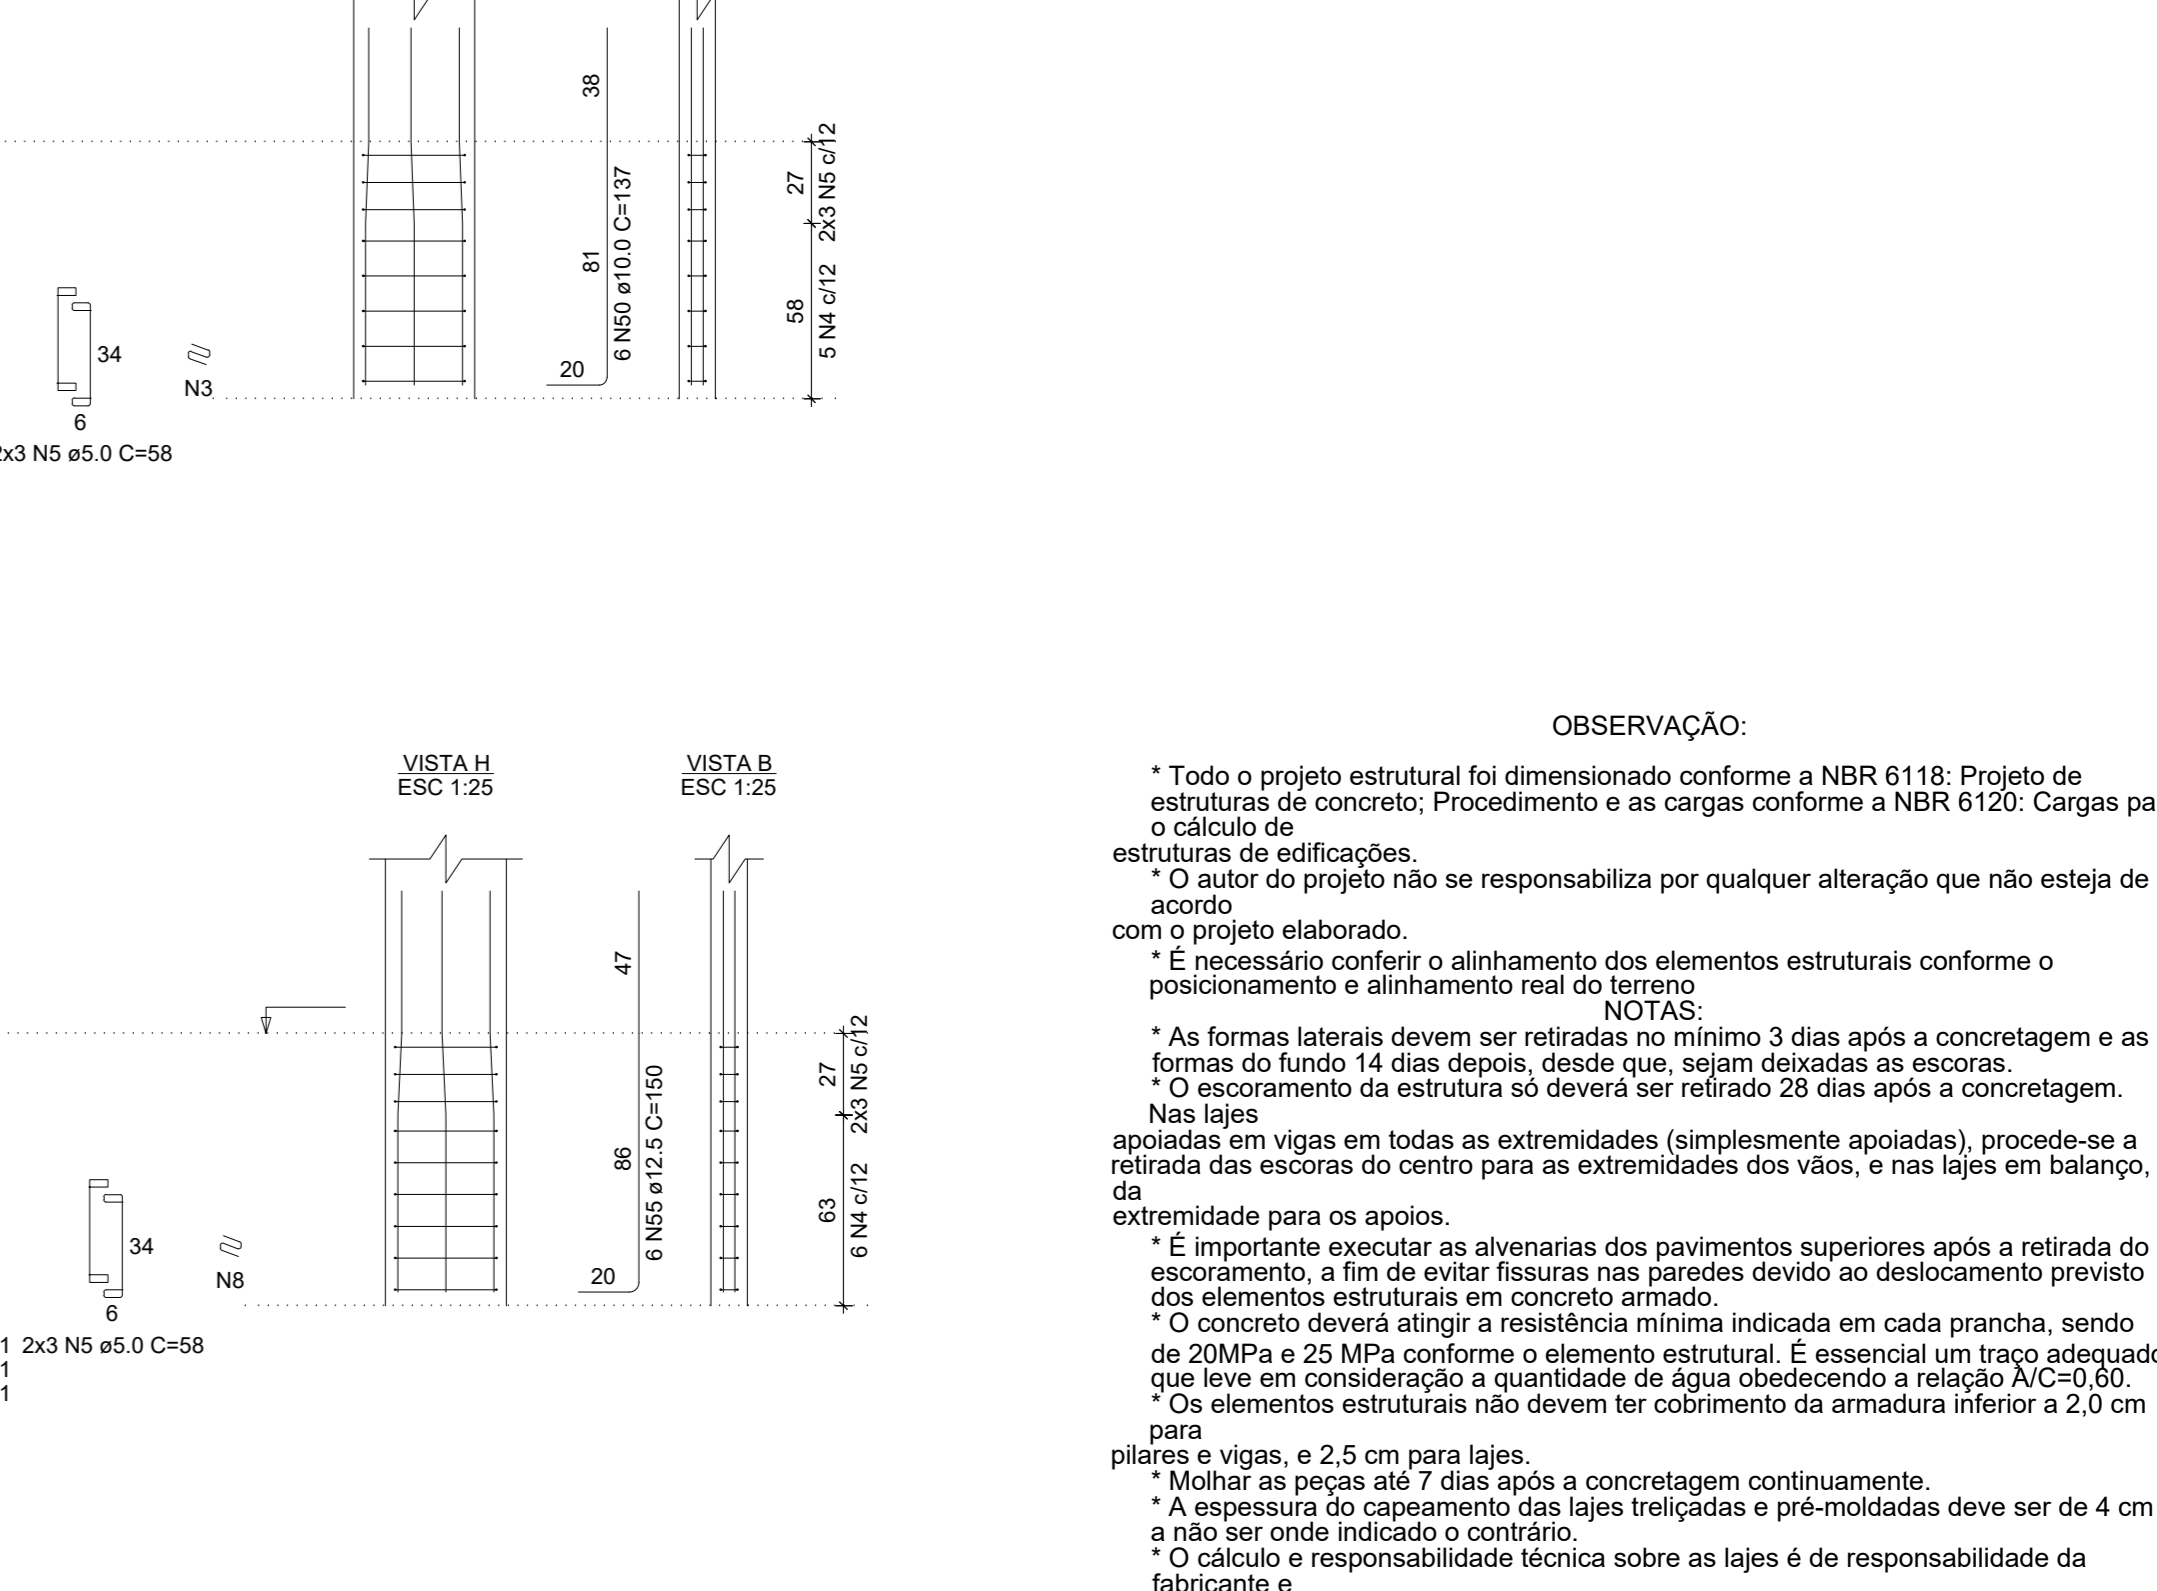 38
27
2x3 N5 c/12
81
6 N50 ø10.0 C=137
58
5 N4 c/12
34
N3
20
6
2x3 N5 ø5.0 C=58
VISTA H
ESC 1:25
VISTA B
ESC 1:25
47
27
2x3 N5 c/12
86
6 N55 ø12.5 C=150
63
6 N4 c/12
34
N8
20
6
1 2x3 N5 ø5.0 C=58
1
1
OBSERVAÇÃO:
* Todo o projeto estrutural foi dimensionado conforme a NBR 6118: Projeto de
estruturas de concreto; Procedimento e as cargas conforme a NBR 6120: Cargas pa
o cálculo de
estruturas de edificações.
* O autor do projeto não se responsabiliza por qualquer alteração que não esteja de
acordo
com o projeto elaborado.
* É necessário conferir o alinhamento dos elementos estruturais conforme o
posicionamento e alinhamento real do terreno
NOTAS:
* As formas laterais devem ser retiradas no mínimo 3 dias após a concretagem e as
formas do fundo 14 dias depois, desde que, sejam deixadas as escoras.
* O escoramento da estrutura só deverá ser retirado 28 dias após a concretagem.
Nas lajes
apoiadas em vigas em todas as extremidades (simplesmente apoiadas), procede-se a
retirada das escoras do centro para as extremidades dos vãos, e nas lajes em balanço,
da
extremidade para os apoios.
* É importante executar as alvenarias dos pavimentos superiores após a retirada do
escoramento, a fim de evitar fissuras nas paredes devido ao deslocamento previsto
dos elementos estruturais em concreto armado.
* O concreto deverá atingir a resistência mínima indicada em cada prancha, sendo
de 20MPa e 25 MPa conforme o elemento estrutural. É essencial um traço adequado
que leve em consideração a quantidade de água obedecendo a relação A/C=0,60.
* Os elementos estruturais não devem ter cobrimento da armadura inferior a 2,0 cm
para
pilares e vigas, e 2,5 cm para lajes.
* Molhar as peças até 7 dias após a concretagem continuamente.
* A espessura do capeamento das lajes treliçadas e pré-moldadas deve ser de 4 cm
a não ser onde indicado o contrário.
* O cálculo e responsabilidade técnica sobre as lajes é de responsabilidade da
fabricante e